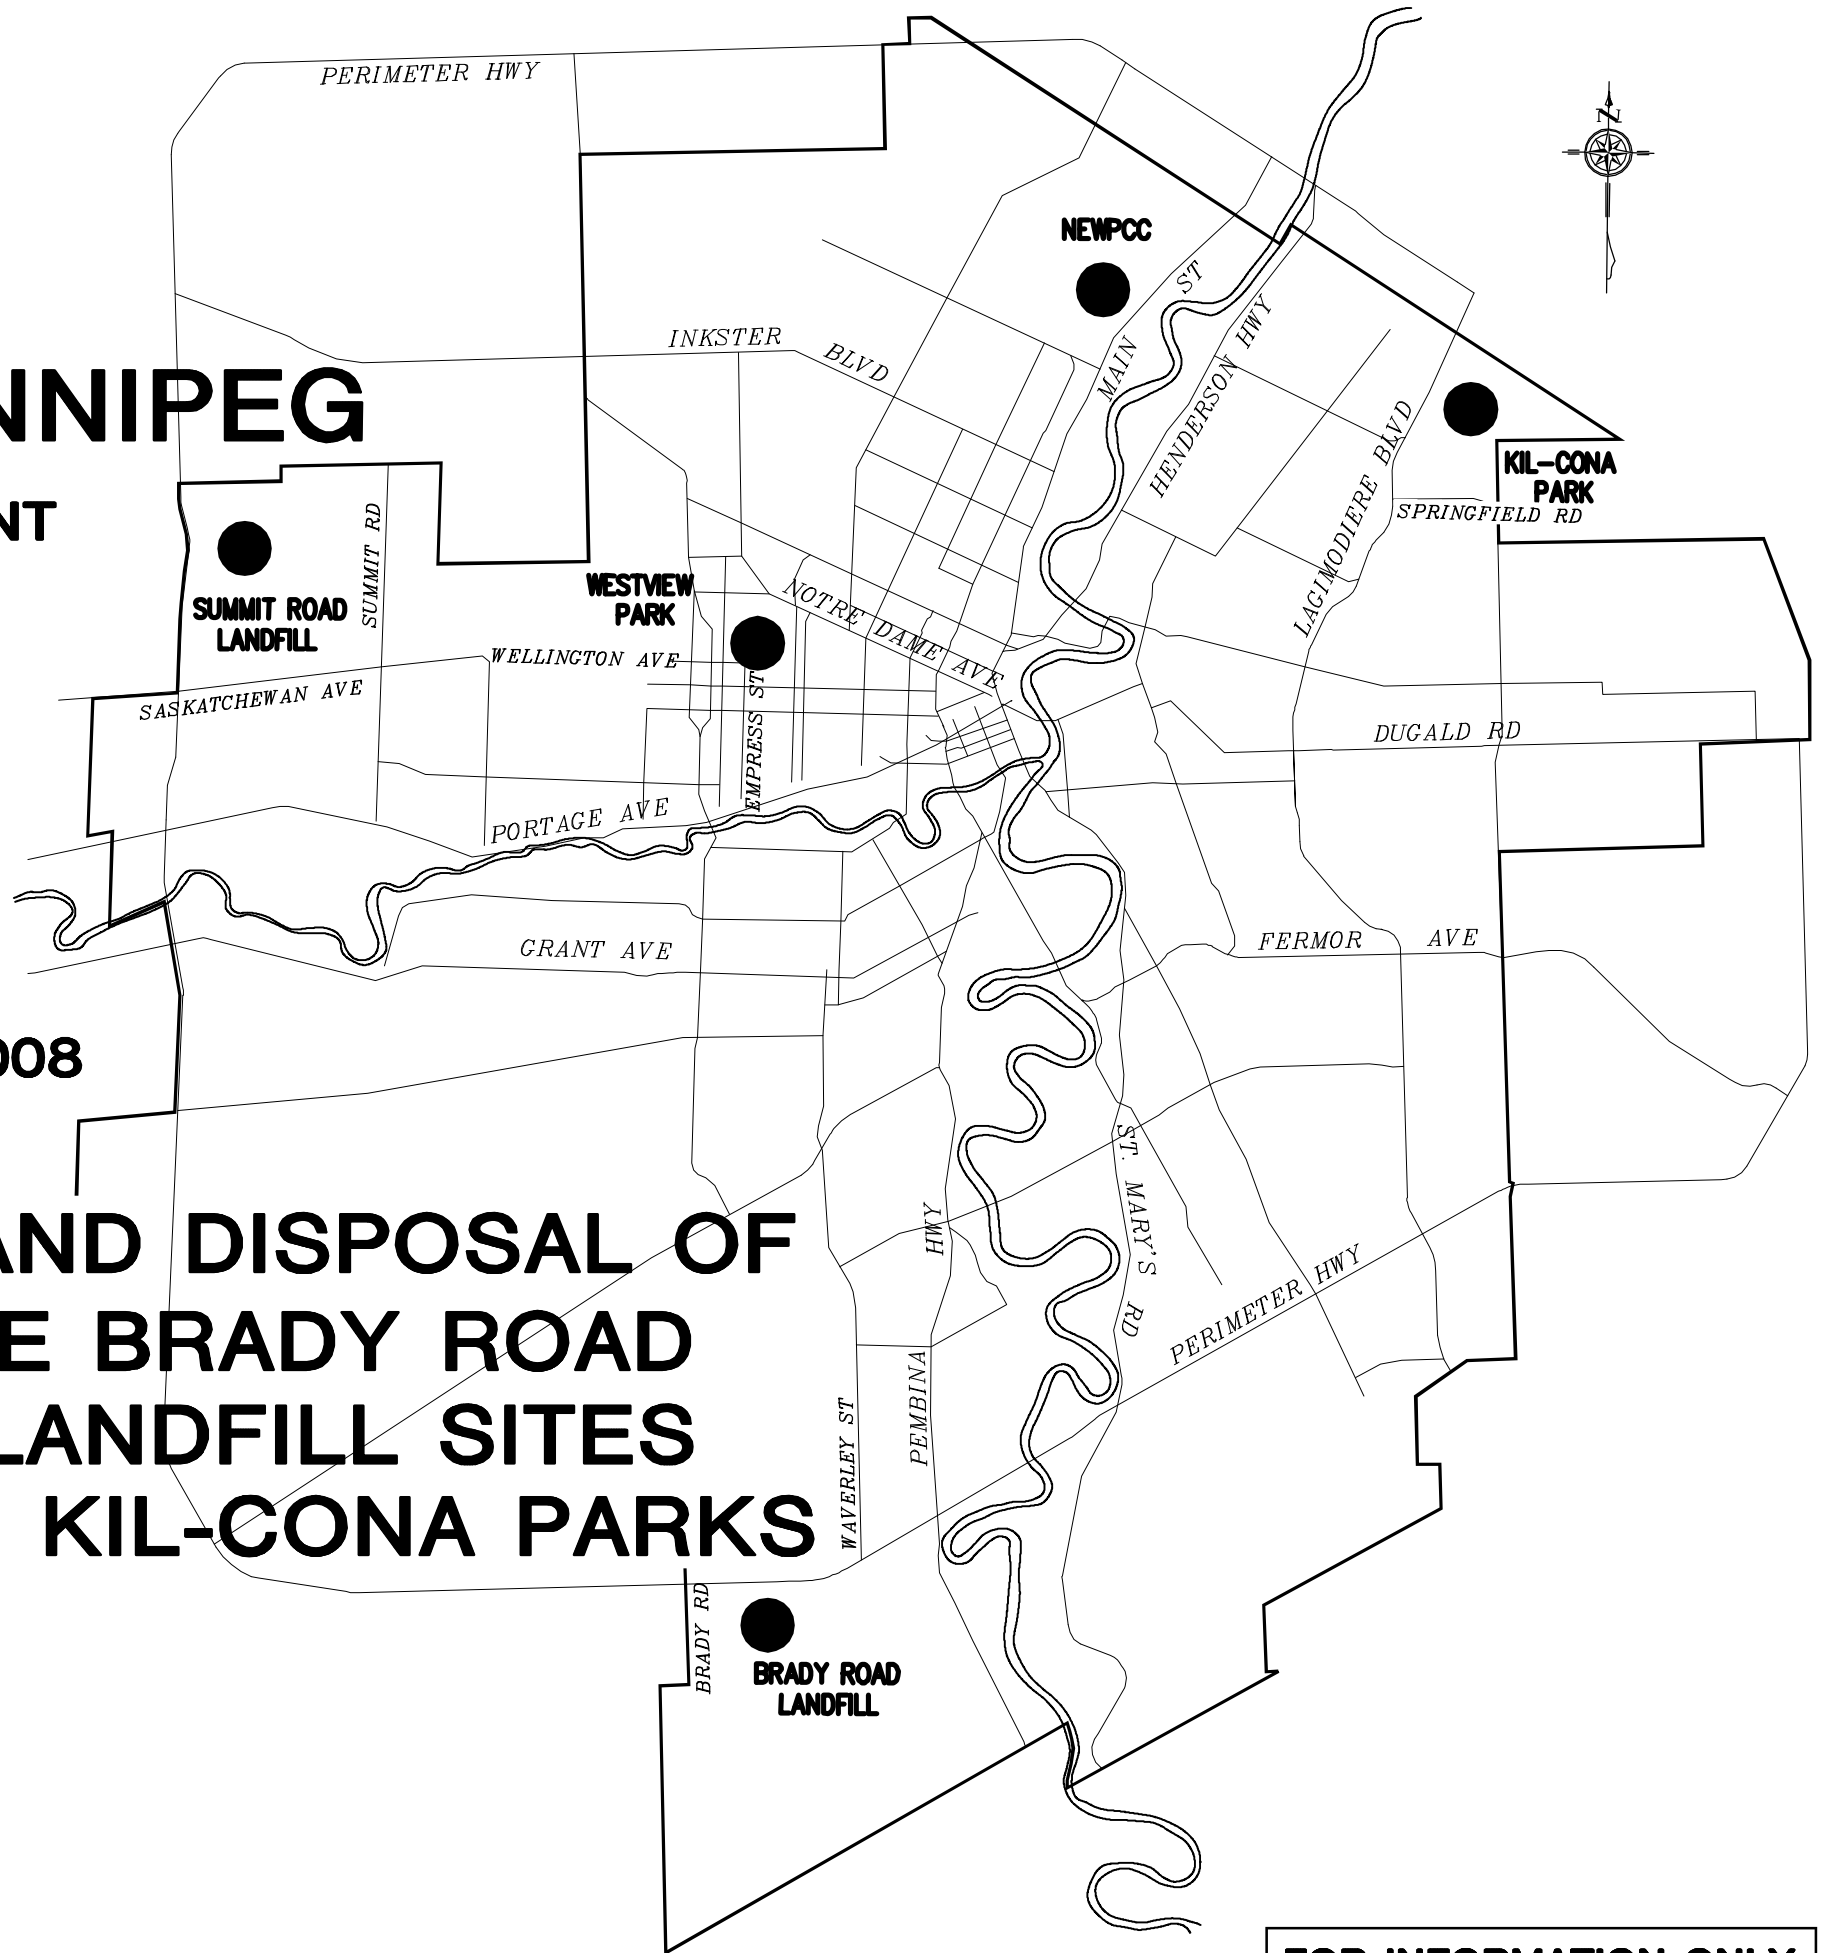 PERIMETER HWY
N
NEWPCC
MAIN ST
HENDERSON HWY
INKSTER BLVD
LAGIMODIERE BLVD
KIL-CONA
PARK
SPRINGFIELD RD
NNIPEG
NT
SUMMIT RD
SUMMIT ROAD
LANDFILL
WESTVIEW
PARK
NOTRE DAME AVE
WELLINGTON AVE
SASKATCHEWAN AVE
EMPRESS ST
DUGALD RD
PORTAGE AVE
GRANT AVE
FERMOR AVE
008
ST. MARY'S RD
PEMBINA HWY
PERIMETER HWY
WAVERLEY ST
AND DISPOSAL OF
E BRADY ROAD
LANDFILL SITES
KIL-CONA PARKS
BRADY RD
BRADY ROAD
LANDFILL
FOR INFORMATION ONLY